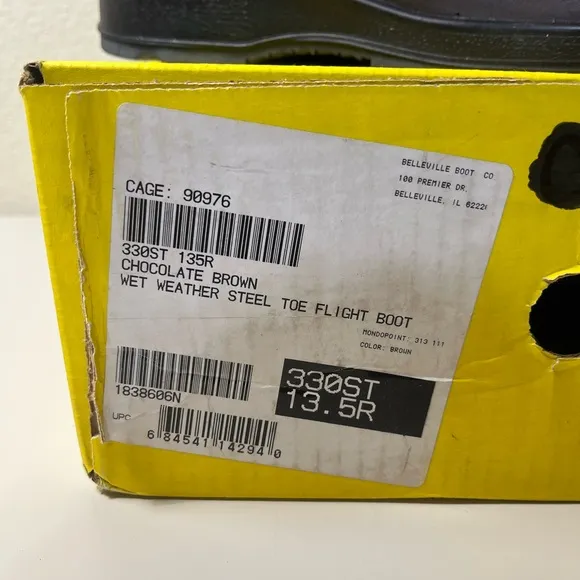 BELLEVILLE BOOT CO
100 PREMIER DR.
BELLEVILLE, IL
CAGE: 90976
330ST 135R
CHOCOLATE BROWN
WET WEATHER STEEL TOE FLIGHT BOOT
MONDOPOINT: 313 111
COLOR: BROWN
330ST
13.5R
1838606N
UPC
6 84541 14294 0